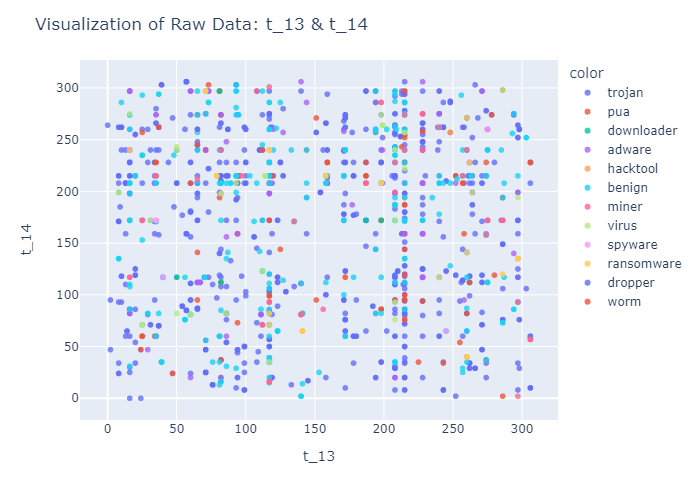 Visualization of Raw Data: t_13 & t_14
color
trojan
pua
downloader
adware
hacktool
benign
miner
virus
spyware
ransomware
dropper
worm
300
250
200
150
100
50
0
t_14
0 50 100 150 200 250 300
t_13